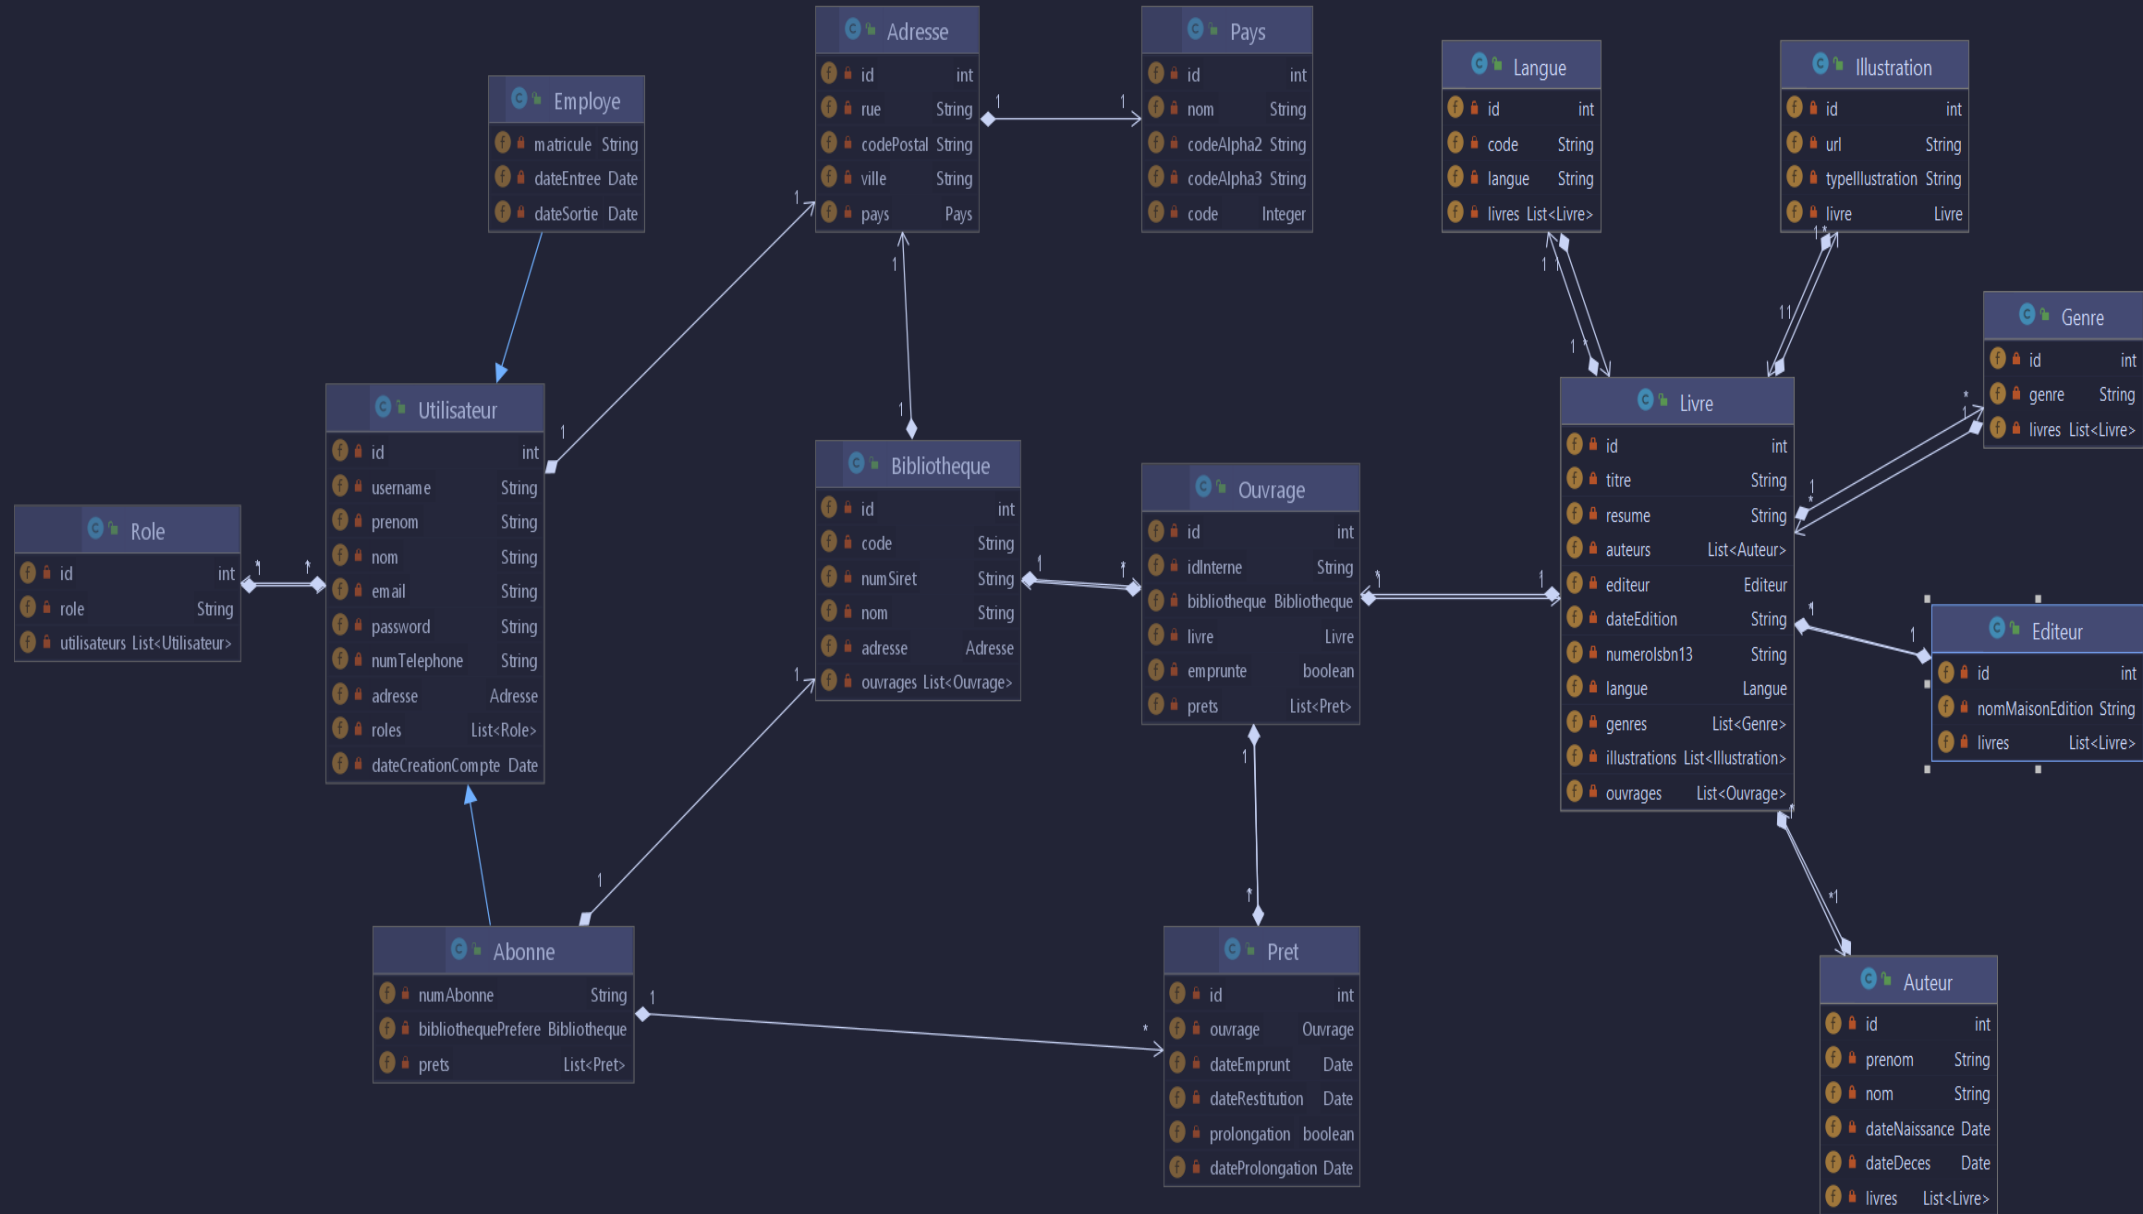 Employe
matricule String
dateEntree Date
dateSortie Date
Adresse
id int
rue String
codePostal String
ville String
pays Pays
Pays
id int
nom String
codeAlpha2 String
codeAlpha3 String
code Integer
1 1
Langue
id int
code String
langue String
livres List<Livre>
Illustration
id int
url String
typeIllustration String
livre Livre
Genre
id int
genre String
livres List<Livre>
Role
id int
role String
utilisateurs List<Utilisateur>
* *
Utilisateur
id int
username String
prenom String
nom String
email String
password String
numTelephone String
adresse Adresse
roles List<Role>
dateCreationCompte Date
1
1
Bibliotheque
id int
code String
numSiret String
nom String
adresse Adresse
ouvrages List<Ouvrage>
1
1
Ouvrage
id int
idInterne String
bibliotheque Bibliotheque
livre Livre
emprunte boolean
prets List<Pret>
Livre
id int
titre String
resume String
auteurs List<Auteur>
editeur Editeur
dateEdition String
numeroIsbn13 String
langue Langue
genres List<Genre>
illustrations List<Illustration>
ouvrages List<Ouvrage>
Editeur
id int
nomMaisonEdition String
livres List<Livre>
Abonne
numAbonne String
bibliothequePrefere Bibliotheque
prets List<Pret>
1
1
1 *
Pret
id int
ouvrage Ouvrage
dateEmprunt Date
dateRestitution Date
prolongation boolean
dateProlongation Date
Auteur
id int
prenom String
nom String
dateNaissance Date
dateDeces Date
livres List<Livre>